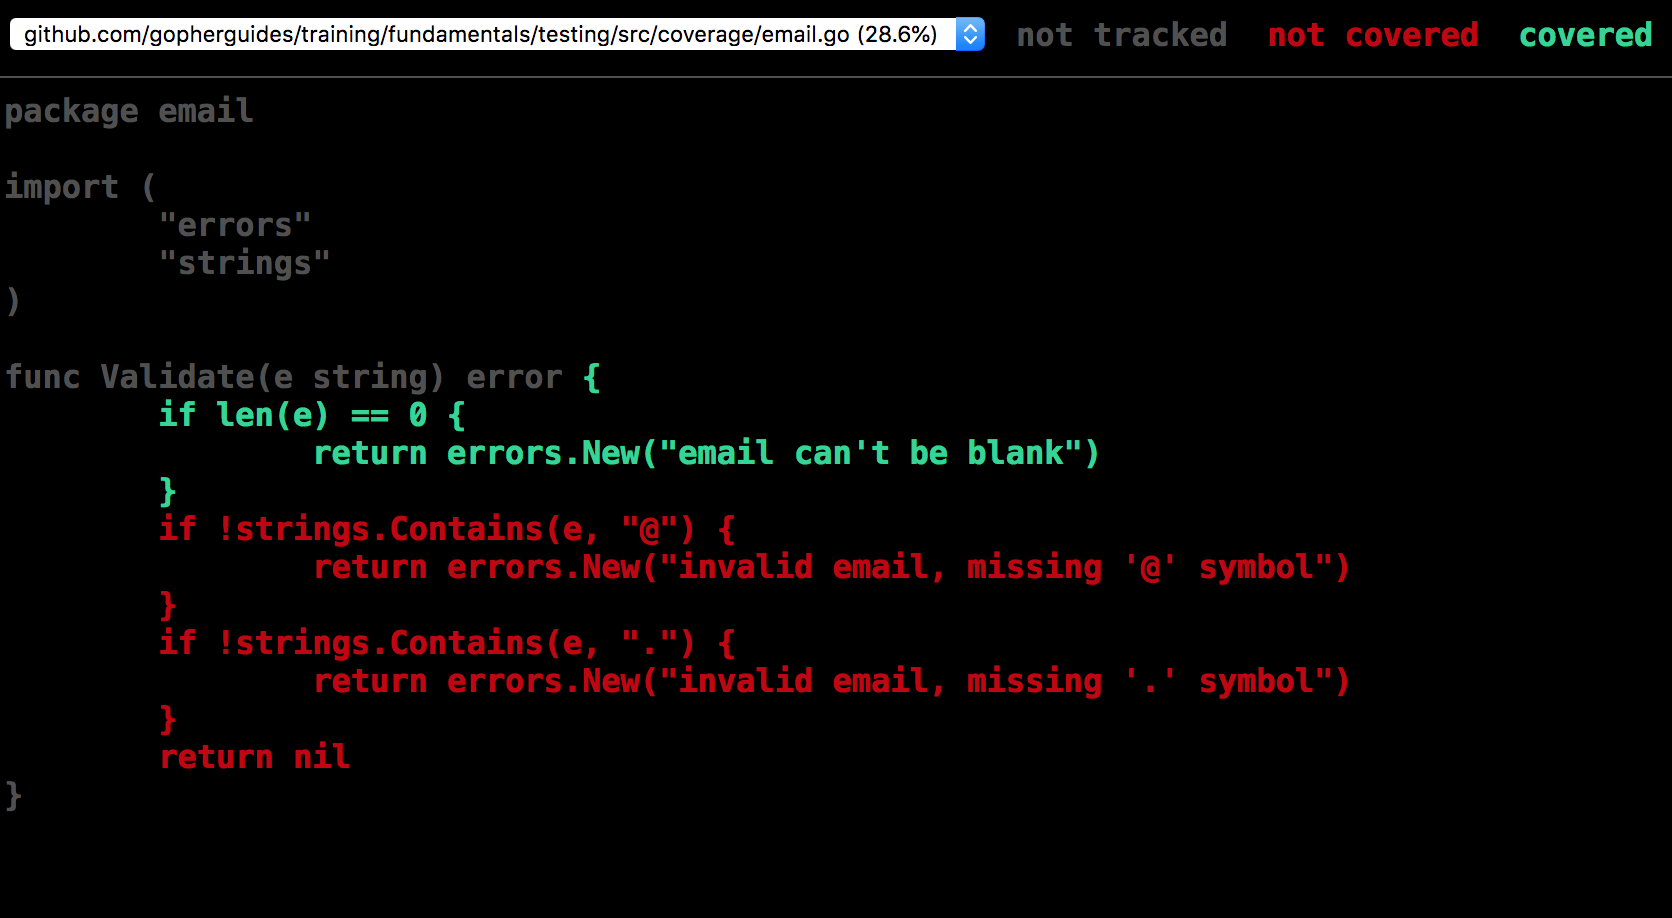 github.com/gopherguides/training/fundamentals/testing/src/coverage/email.go (28.6%) not tracked not covered covered
package email
import (
"errors"
"strings"
)
func Validate(e string) error {
if len(e) == 0 {
return errors.New("email can't be blank")
}
if !strings.Contains(e, "@") {
return errors.New("invalid email, missing '@' symbol")
}
if !strings.Contains(e, ".") {
return errors.New("invalid email, missing '.' symbol")
}
return nil
}